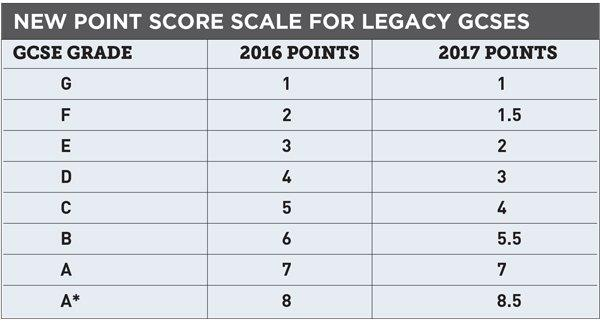 NEW POINT SCORE SCALE FOR LEGACY GCSES
GCSE GRADE 2016 POINTS 2017 POINTS
G 1 1
F 2 1.5
E 3 2
D 4 3
C 5 4
B 6 5.5
A 7 7
A* 8 8.5